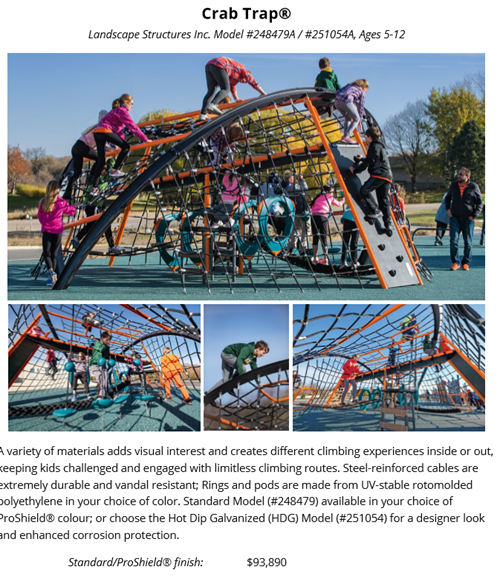 Crab Trap®
Landscape Structures Inc. Model #248479A / #251054A, Ages 5-12
A variety of materials adds visual interest and creates different climbing experiences inside or out,
keeping kids challenged and engaged with limitless climbing routes. Steel-reinforced cables are
extremely durable and vandal resistant; Rings and pods are made from UV-stable rotomolded
polyethylene in your choice of color. Standard Model (#248479) available in your choice of
ProShield® colour; or choose the Hot Dip Galvanized (HDG) Model (#251054) for a designer look
and enhanced corrosion protection.
Standard/ProShield® finish: $93,890